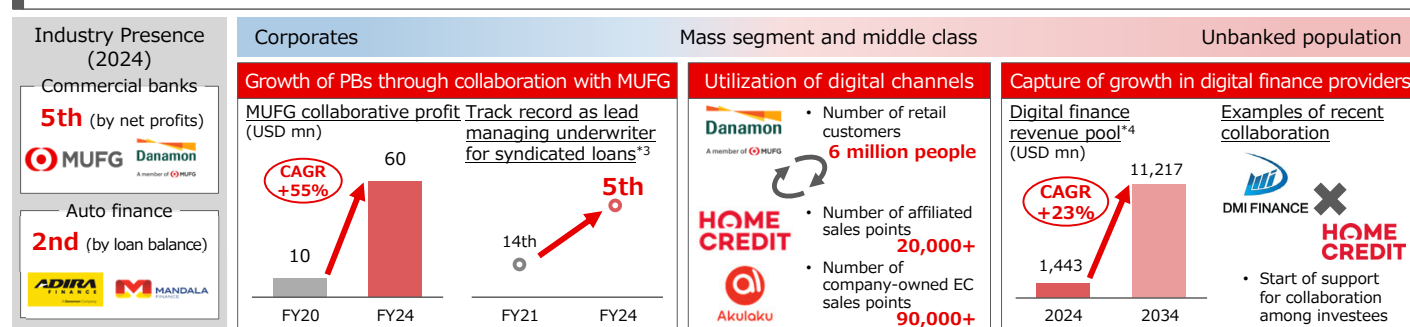 Industry Presence
(2024)
Commercial banks
5th (by net profits)
MUFG
Danamon
A member of MUFG
Auto finance
2nd (by loan balance)
ADIRA
FINANCE
A Danamon Company
MANDALA
FINANCE
Corporates
Mass segment and middle class
Unbanked population
Growth of PBs through collaboration with MUFG
MUFG collaborative profit
(USD mn)
CAGR
+55%
10
60
FY20
FY24
Track record as lead
managing underwriter
for syndicated loans*3
14th
5th
FY21
FY24
Utilization of digital channels
Danamon
A member of MUFG
• Number of retail
customers
6 million people
HOME
CREDIT
• Number of affiliated
sales points
20,000+
Akulaku
• Number of
company-owned EC
sales points
90,000+
Capture of growth in digital finance providers
Digital finance
revenue pool*4
(USD mn)
CAGR
+23%
1,443
11,217
2024
2034
Examples of recent
collaboration
dmi
DMI FINANCE
HOME
CREDIT
• Start of support
for collaboration
among investees